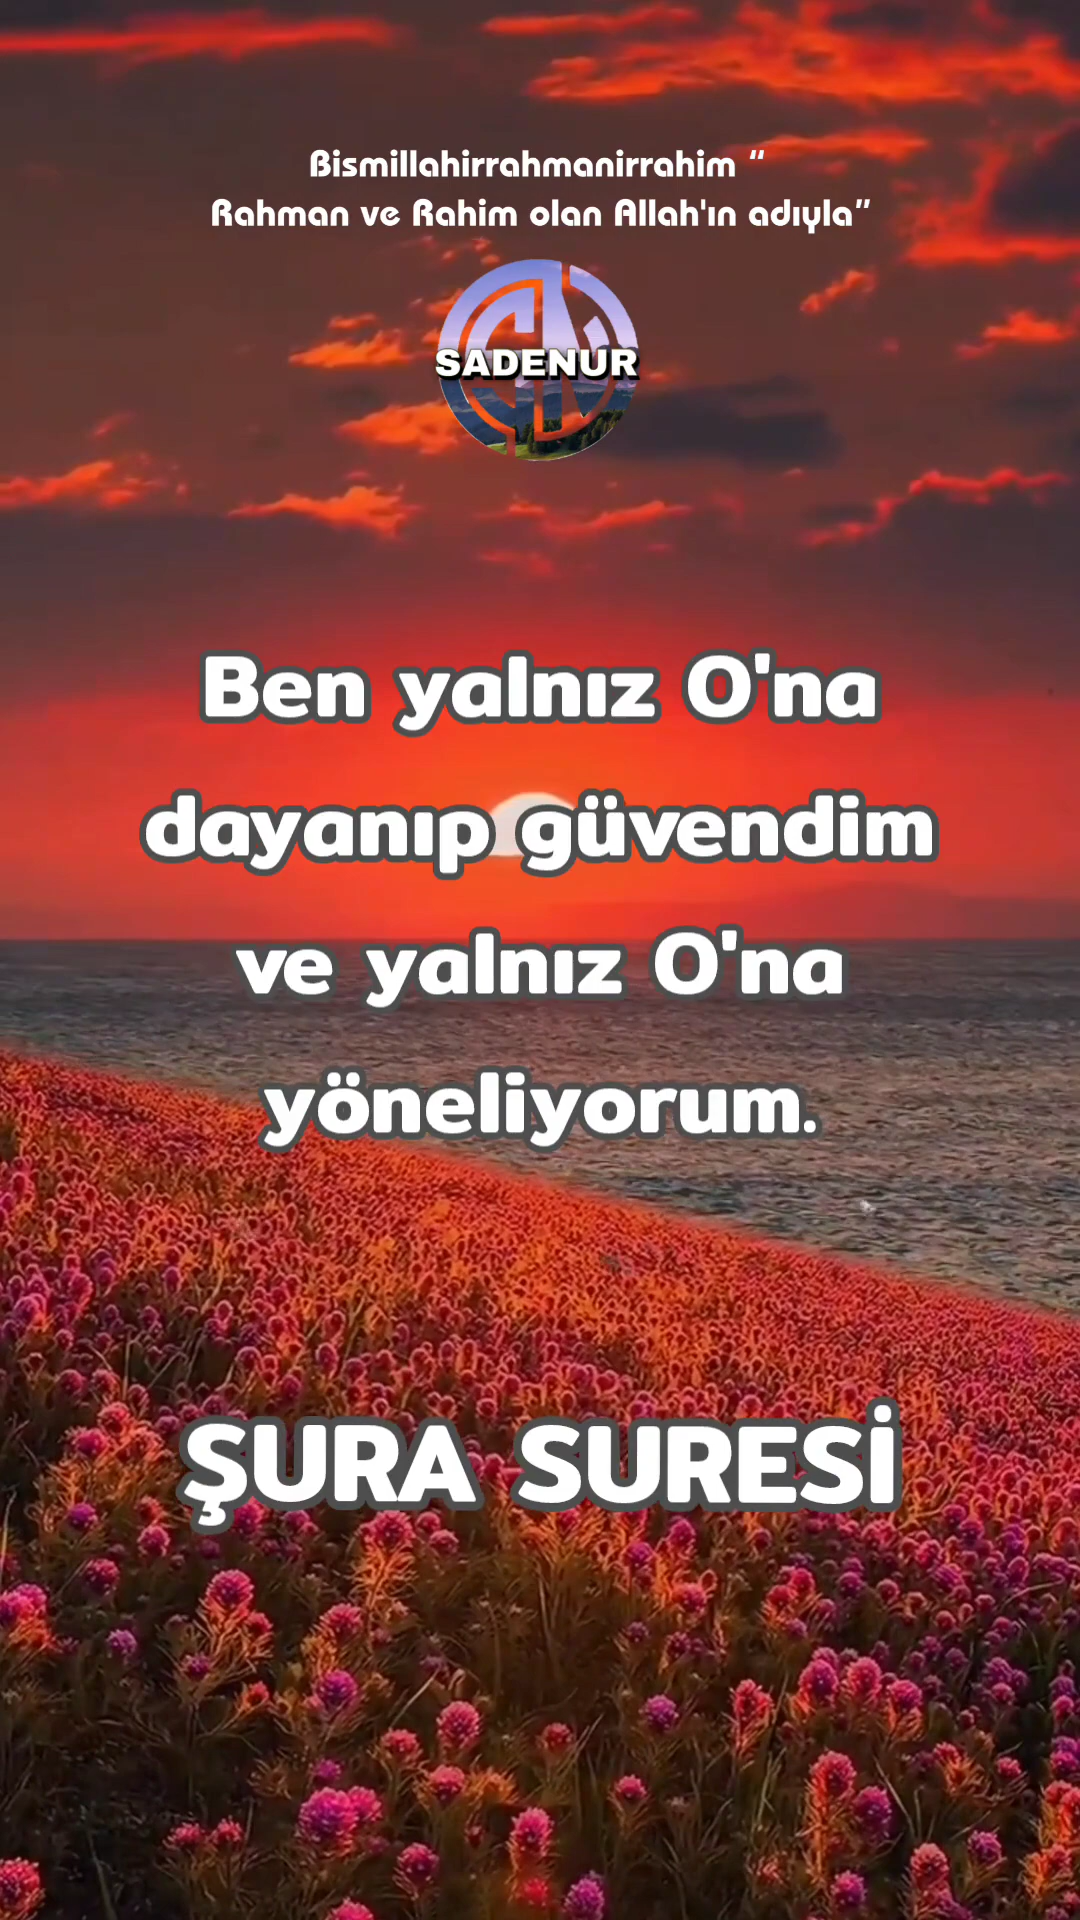 Bismillahirrahmanirrahim “
Rahman ve Rahim olan Allah'ın adıyla”
SADENUR
Ben yalnız O'na
dayanıp güvendim
ve yalnız O'na
yöneliyorum.
ŞURA SURESİ